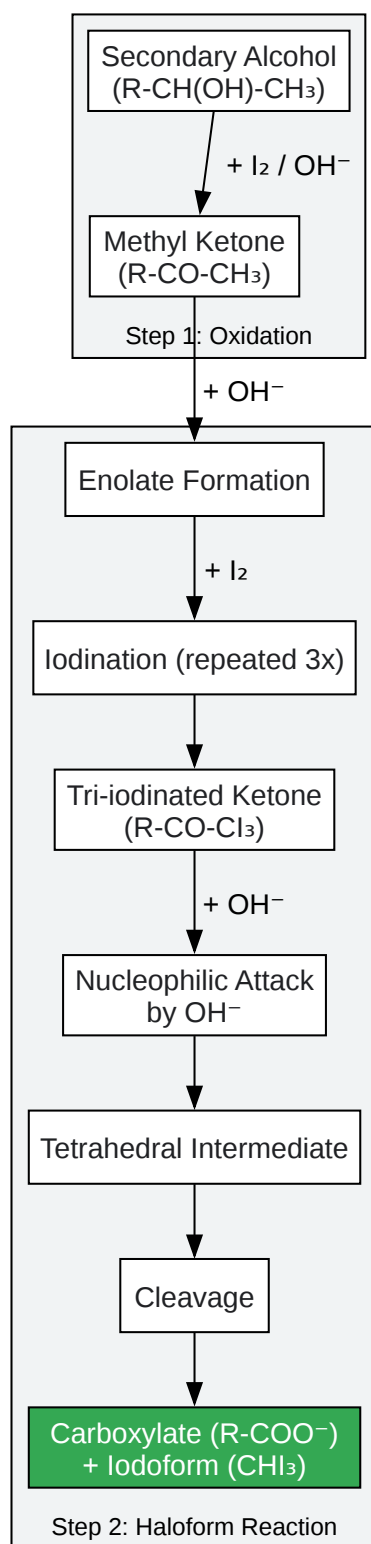 Secondary Alcohol
(R-CH(OH)-CH₃)
+ I₂ / OH⁻
Methyl Ketone
(R-CO-CH₃)
Step 1: Oxidation
+ OH⁻
Enolate Formation
+ I₂
Iodination (repeated 3x)
Tri-iodinated Ketone
(R-CO-CI₃)
+ OH⁻
Nucleophilic Attack
by OH⁻
Tetrahedral Intermediate
Cleavage
Carboxylate (R-COO⁻)
+ Iodoform (CHI₃)
Step 2: Haloform Reaction